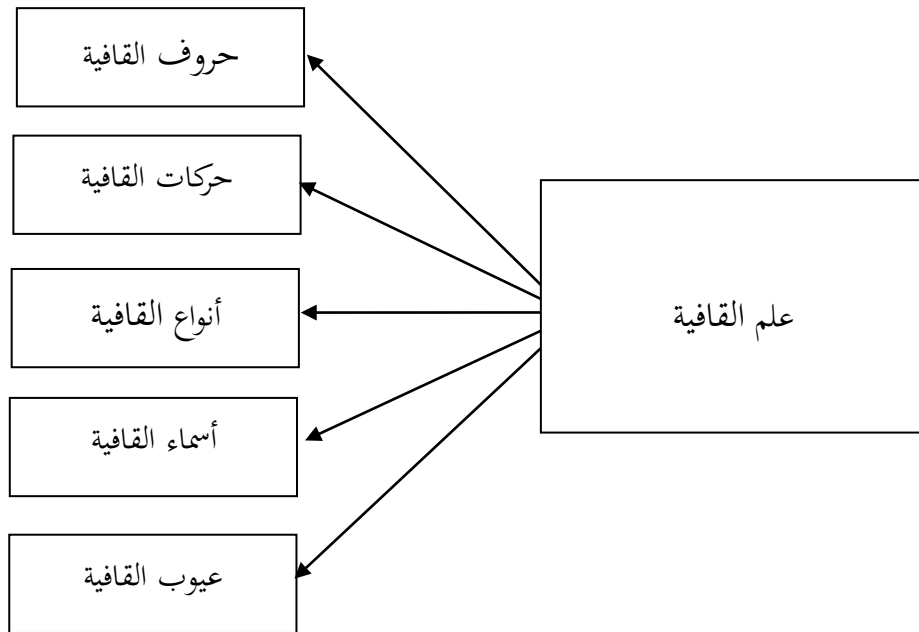 علم القافية
حروف القافية
حركات القافية
أنواع القافية
أسماء القافية
عيوب القافية